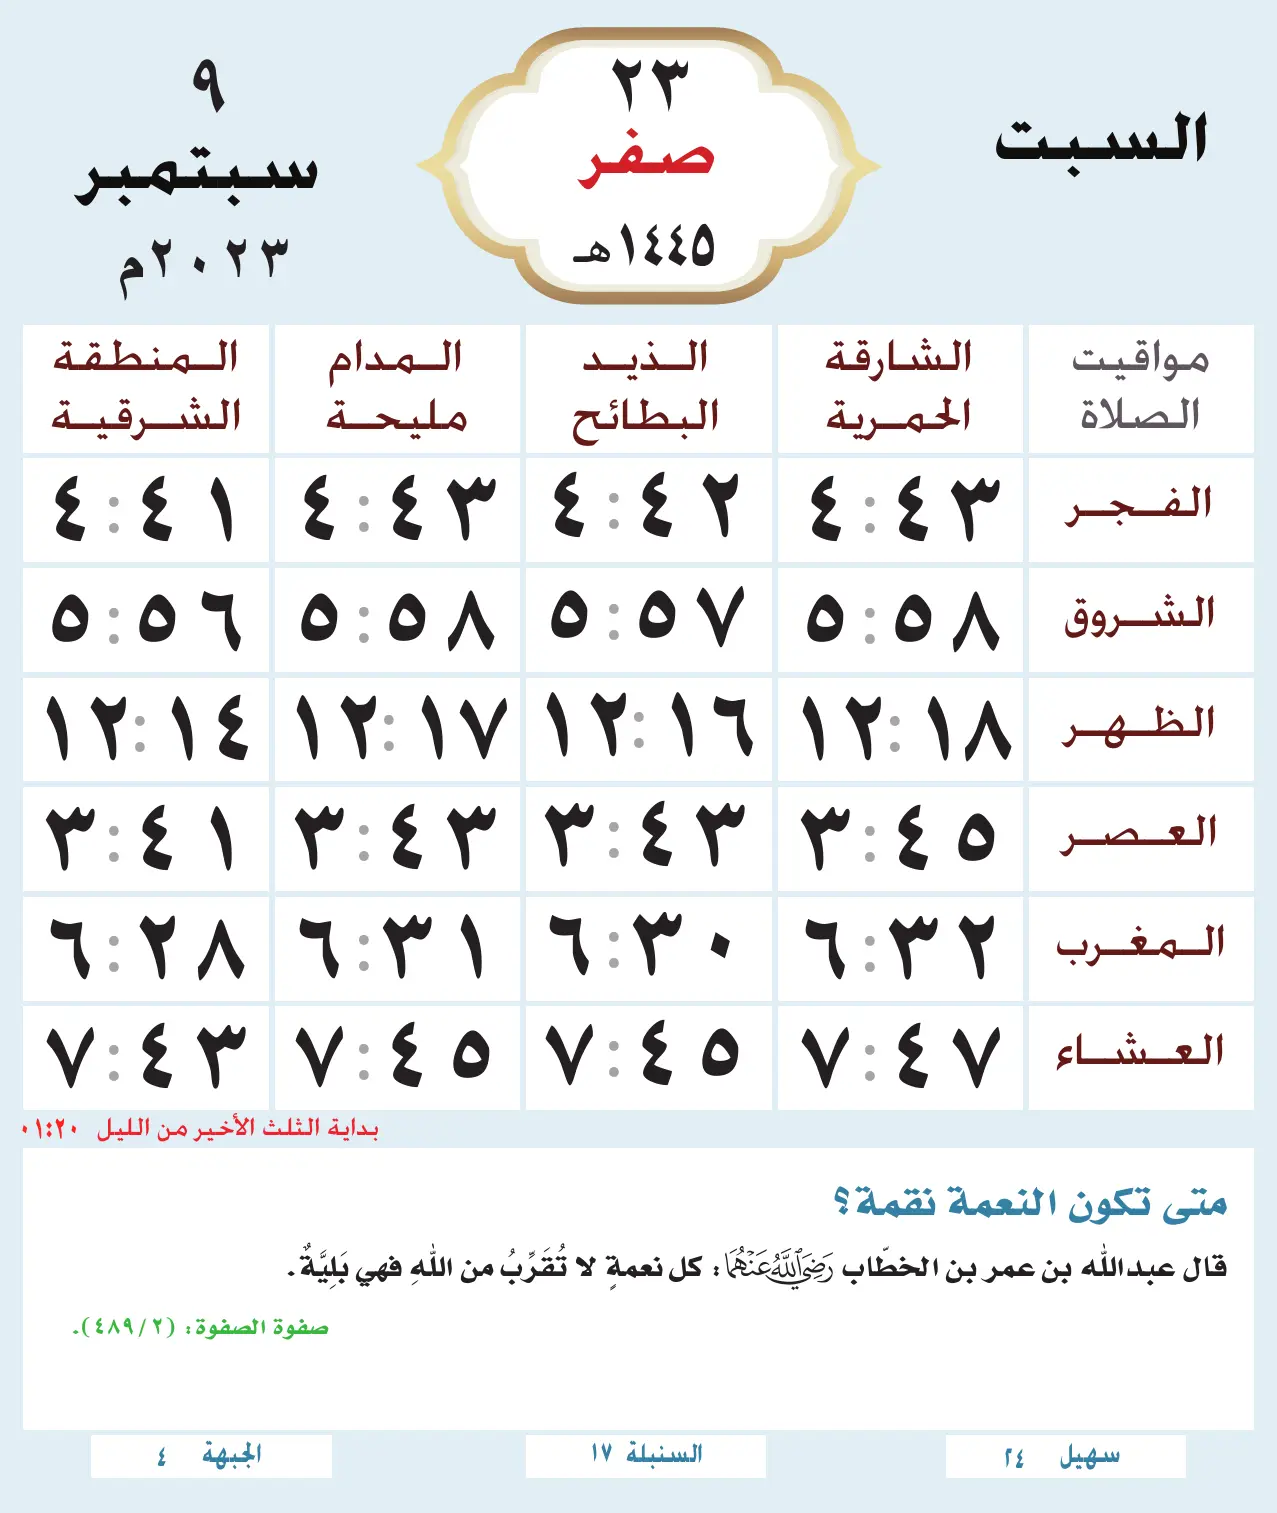 السبت
٢٣
صفر
١٤٤٥هـ
٩
سبتمبر
٢٠٢٣م
مواقيت الصلاة	الشارقة الحمرية	الذيد البطائح	المدام مليحة	المنطقة الشرقية
الفجر	٤:٤٣	٤:٤٢	٤:٤٣	٤:٤١
الشروق	٥:٥٨	٥:٥٧	٥:٥٨	٥:٥٦
الظهر	١٢:١٨	١٢:١٦	١٢:١٧	١٢:١٤
العصر	٣:٤٥	٣:٤٣	٣:٤٣	٣:٤١
المغرب	٦:٣٢	٦:٣٠	٦:٣١	٦:٢٨
العشاء	٧:٤٧	٧:٤٥	٧:٤٥	٧:٤٣
بداية الثلث الأخير من الليل ٠١:٢٠
متى تكون النعمة نقمة؟
قال عبدالله بن عمر بن الخطّاب رَضِيَ ٱللَّهُ عَنْهُمَا: كل نعمةٍ لا تُقَرِّبُ من اللهِ فهي بَلِيَّةٌ.
صفوة الصفوة: (٤٨٩/٢).
سهيل ٢٤
السنبلة ١٧
الجبهة ٤